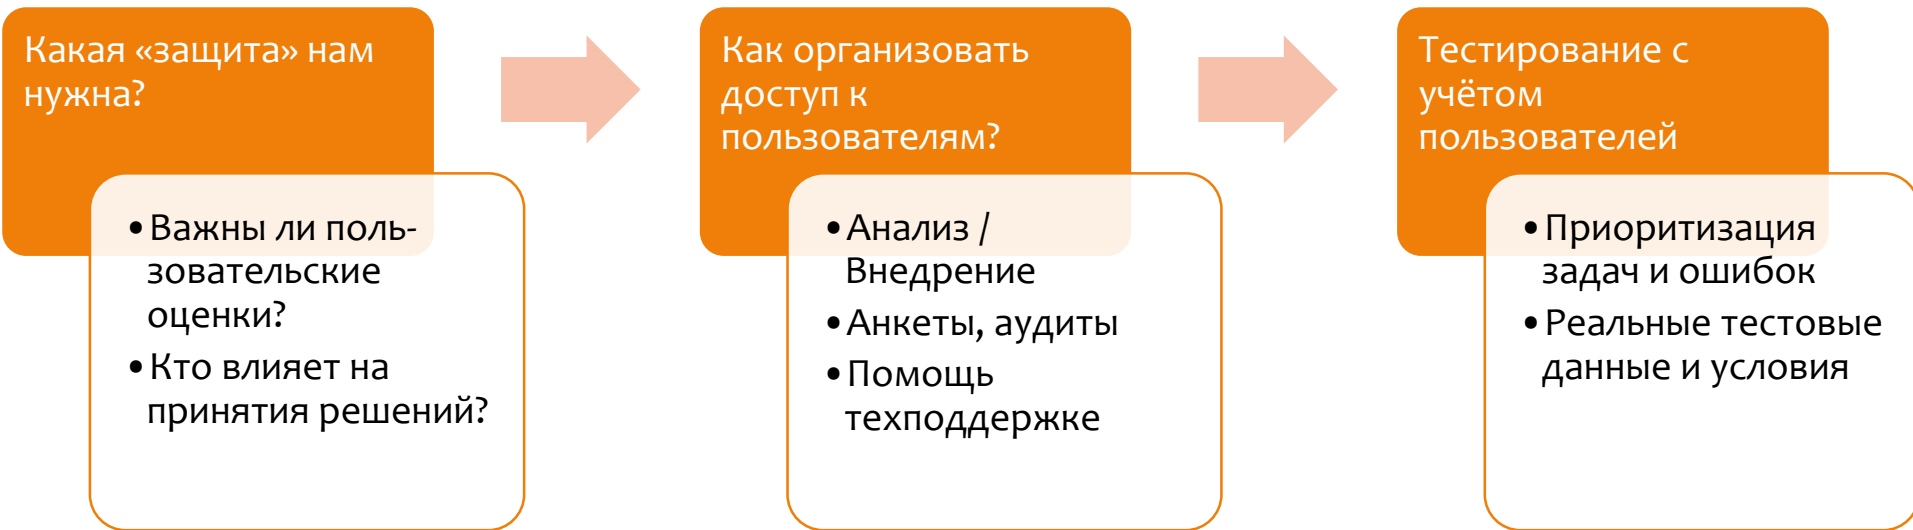 Какая «защита» нам
нужна?
•Важны ли поль-
зовательские
оценки?
•Кто влияет на
принятия решений?
Как организовать
доступ к
пользователям?
•Анализ /
Внедрение
•Анкеты, аудиты
•Помощь
техподдержке
Тестирование с
учётом
пользователей
•Приоритизация
задач и ошибок
•Реальные тестовые
данные и условия